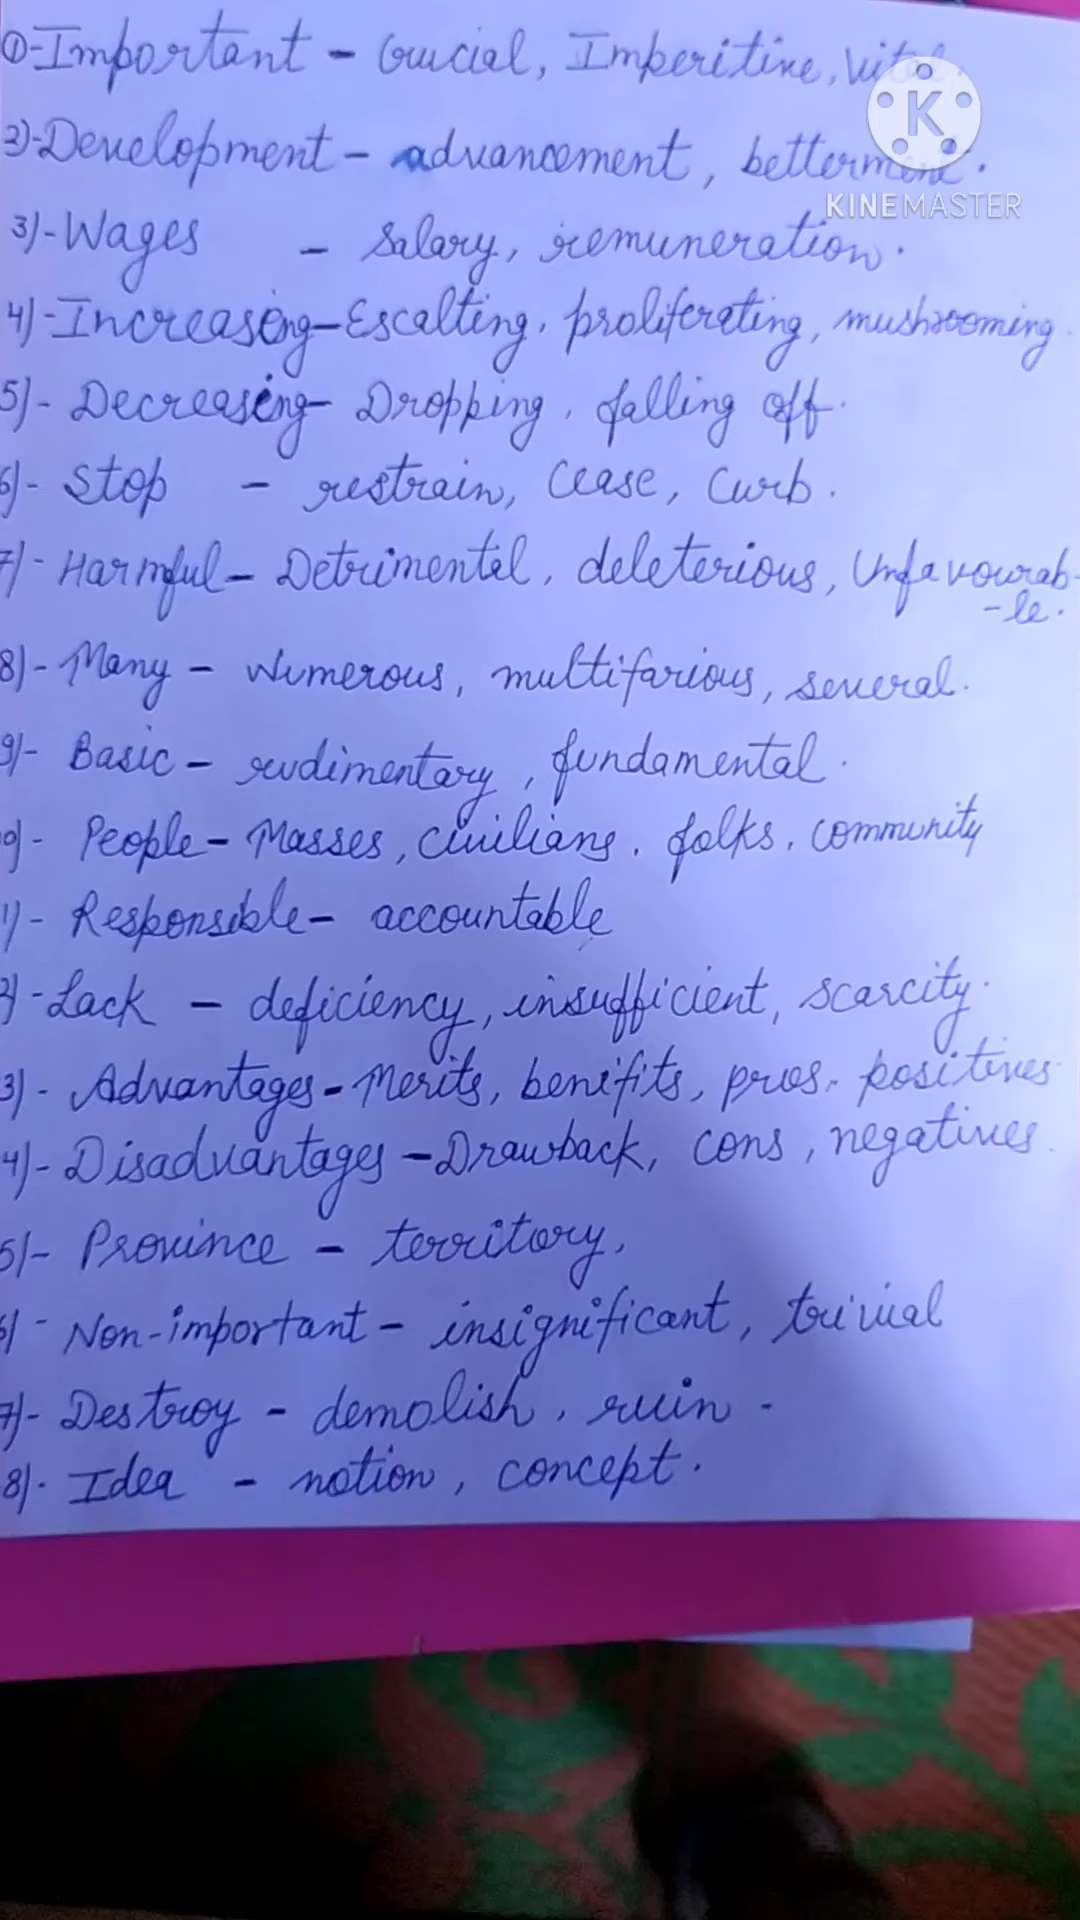 ①-Important - Crucial, Imperitive, Vital.
2)-Development - advancement, betterment.
3)-Wages - Salary, remuneration.
4)-Increasing-Escalting, proliferating, mushrooming.
5)- Decreasing- Dropping, falling off.
6)- Stop - restrain, Cease, Curb.
7)- Harmful- Detrimental, deleterious, Unfavourab-
-le.
8)- Many - Numerous, multifarious, several.
9)- Basic - rudimentary, fundamental.
10)- People- Masses, civilians, folks, community
1)- Responsible- accountable
2)-Lack - deficiency, insufficient, scarcity.
3)- Advantages-Merits, benifits, pros, positives
4)- Disadvantages -Drawback, cons, negatives.
5)- Province - territory,
6)- Non-important- insignificant, trivial
7)- Destroy - demolish, ruin -
8)- Idea - notion, concept.
K
KINEMASTER